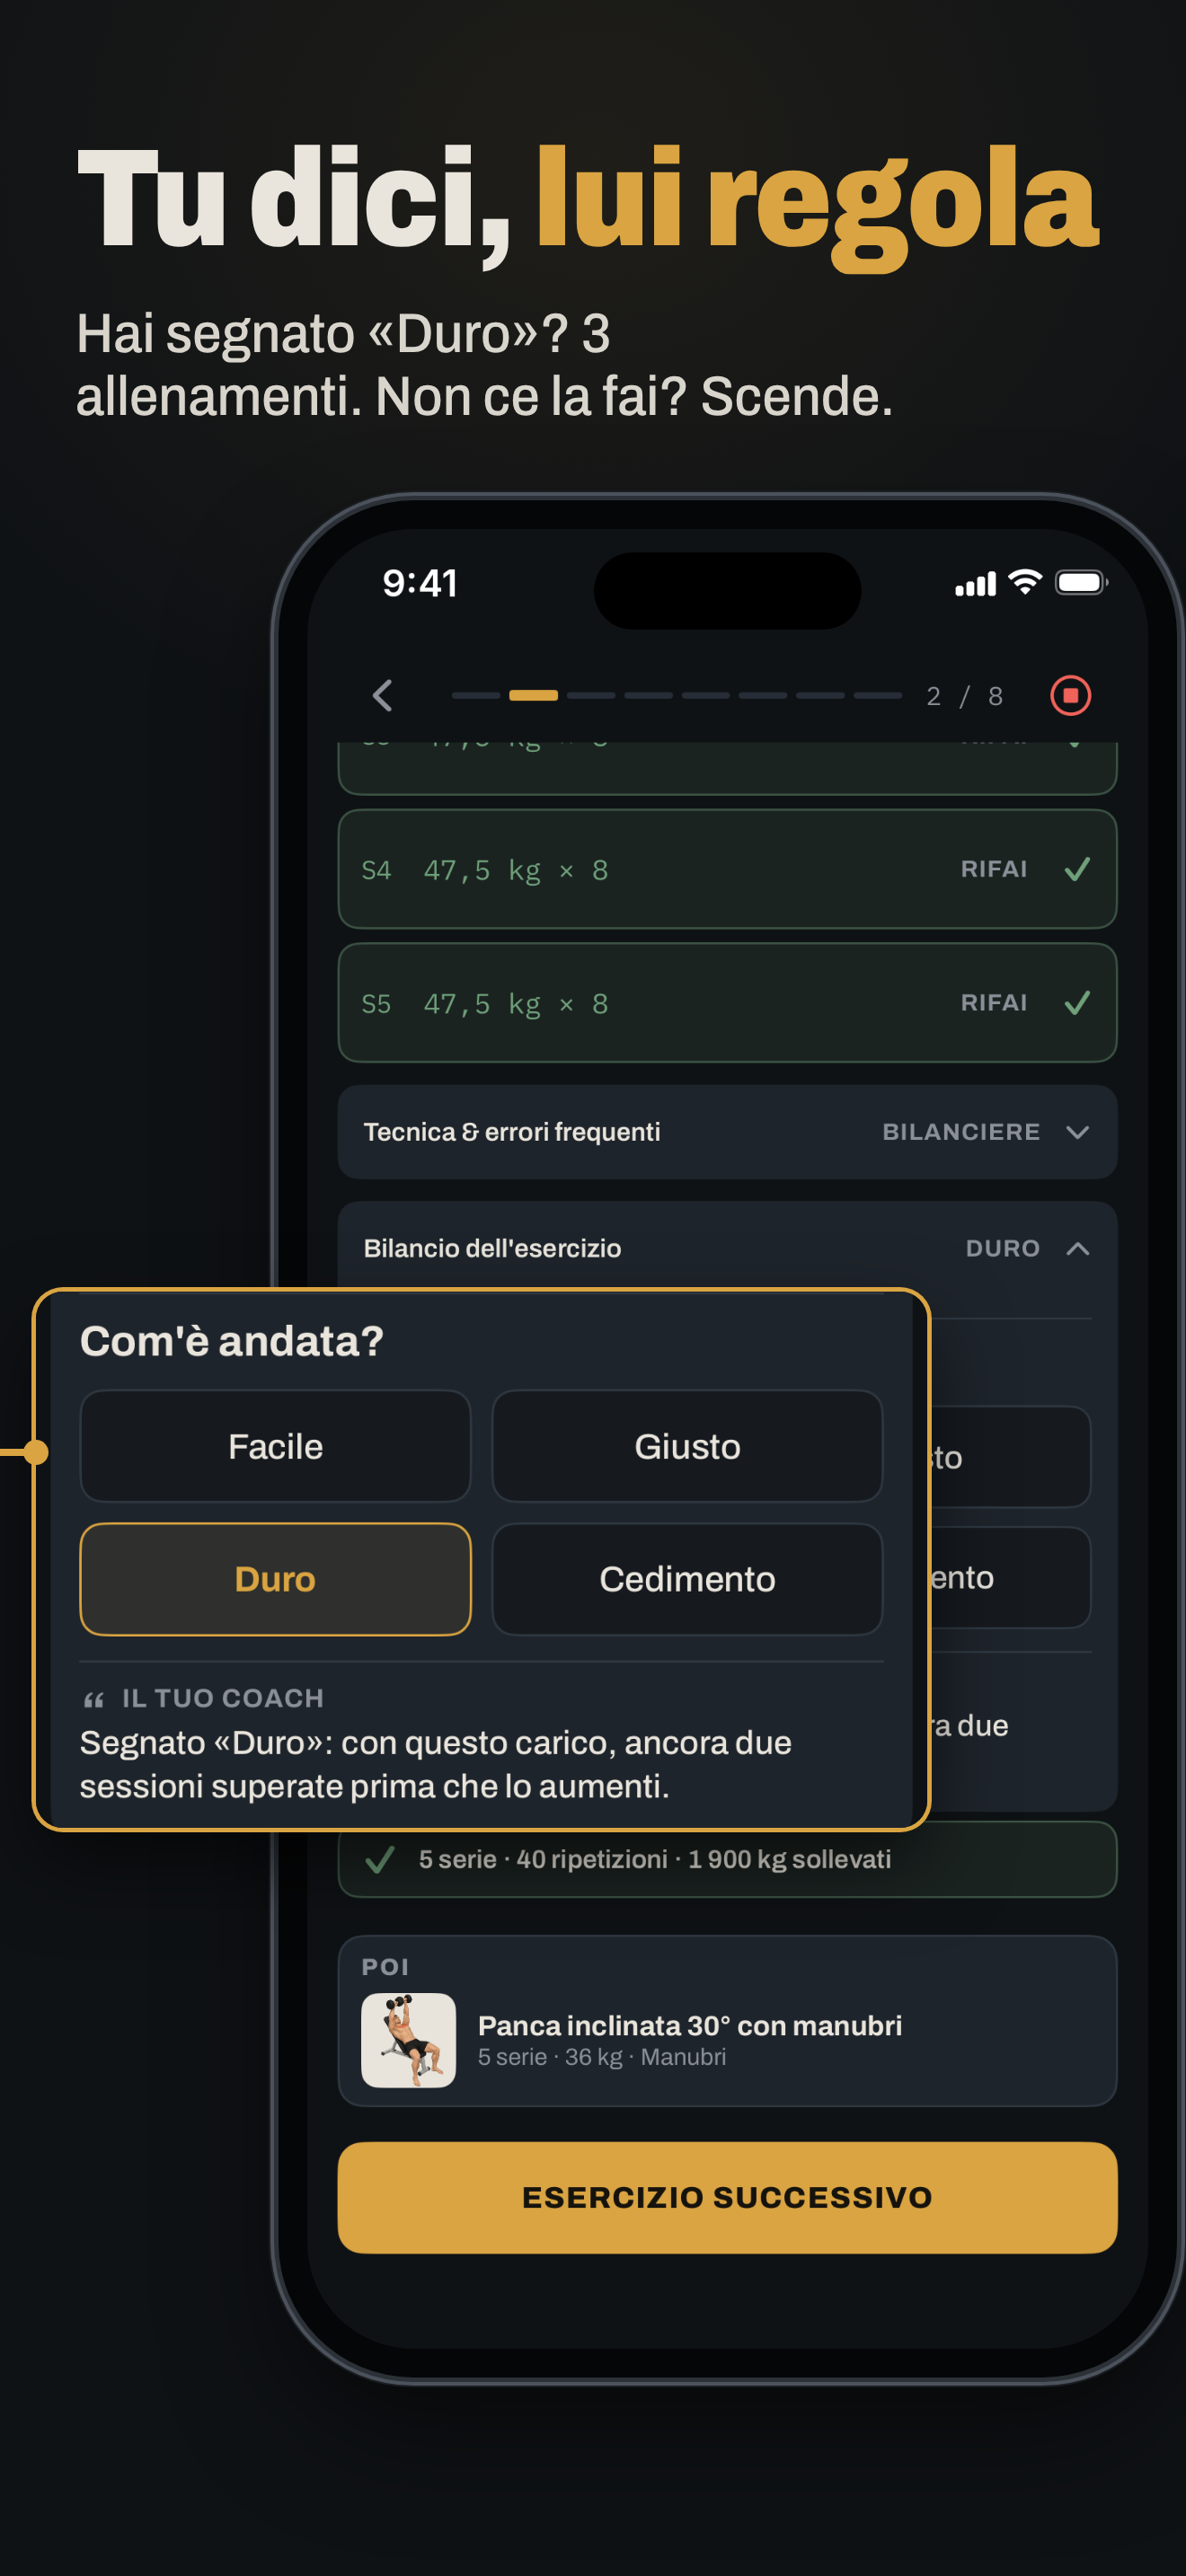 Tu dici, lui regola
Hai segnato «Duro»? 3
allenamenti. Non ce la fai? Scende.
9:41
2 / 8
S4 47,5 kg × 8 RIFAI
S5 47,5 kg × 8 RIFAI
Tecnica & errori frequenti BILANCIERE
Bilancio dell'esercizio DURO
Com'è andata?
Facile Giusto
Duro Cedimento
IL TUO COACH
Segnato «Duro»: con questo carico, ancora due
sessioni superate prima che lo aumenti.
sto
ento
ra due
5 serie · 40 ripetizioni · 1 900 kg sollevati
POI
Panca inclinata 30° con manubri
5 serie · 36 kg · Manubri
ESERCIZIO SUCCESSIVO